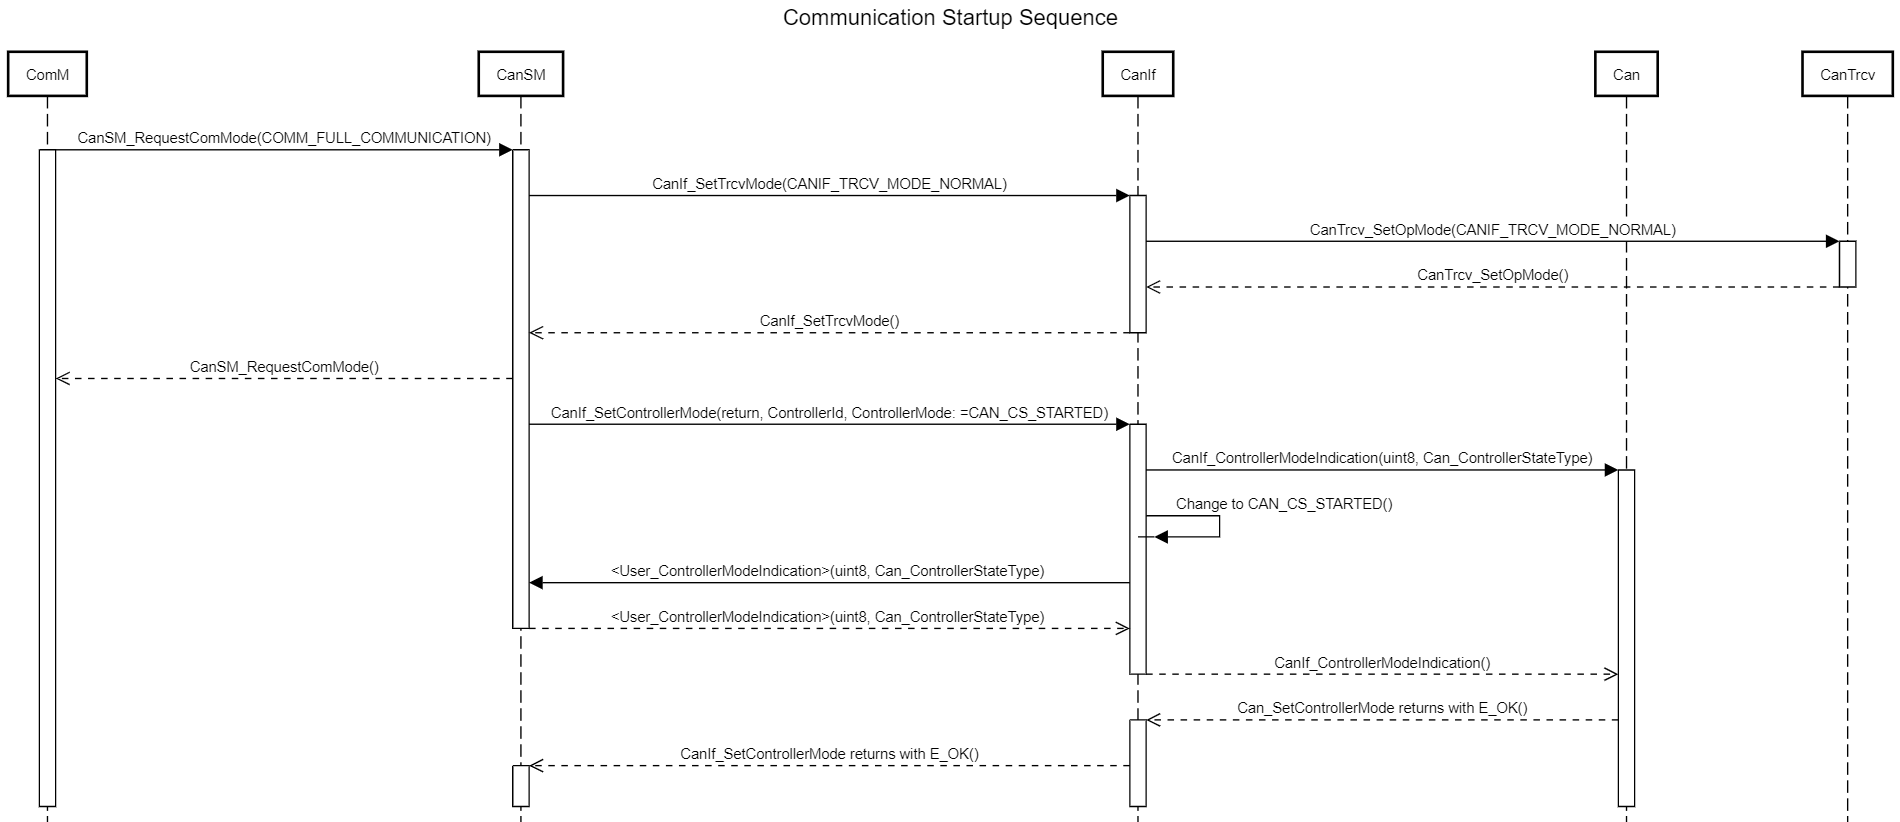 Communication Startup Sequence
ComM
CanSM
CanIf
Can
CanTrcv
CanSM_RequestComMode(COMM_FULL_COMMUNICATION)
CanIf_SetTrcvMode(CANIF_TRCV_MODE_NORMAL)
CanTrcv_SetOpMode(CANIF_TRCV_MODE_NORMAL)
CanTrcv_SetOpMode()
CanIf_SetTrcvMode()
CanSM_RequestComMode()
CanIf_SetControllerMode(return, ControllerId, ControllerMode: =CAN_CS_STARTED)
CanIf_ControllerModeIndication(uint8, Can_ControllerStateType)
Change to CAN_CS_STARTED()
<User_ControllerModeIndication>(uint8, Can_ControllerStateType)
<User_ControllerModeIndication>(uint8, Can_ControllerStateType)
CanIf_ControllerModeIndication()
Can_SetControllerMode returns with E_OK()
CanIf_SetControllerMode returns with E_OK()